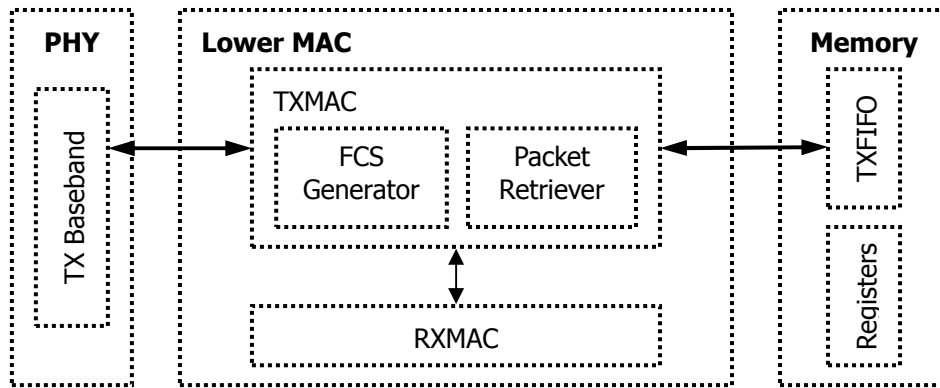 PHY
TX Baseband
Lower MAC
TXMAC
FCS
Generator
Packet
Retriever
RXMAC
Memory
TXFIFO
Registers